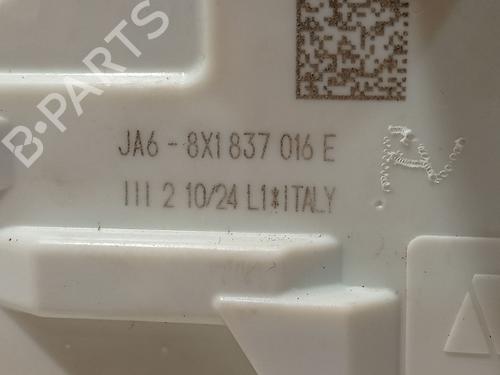 B-PARTS
JA6 - 8X1 837 016 E
III 2 10/24 L1*ITALY
A